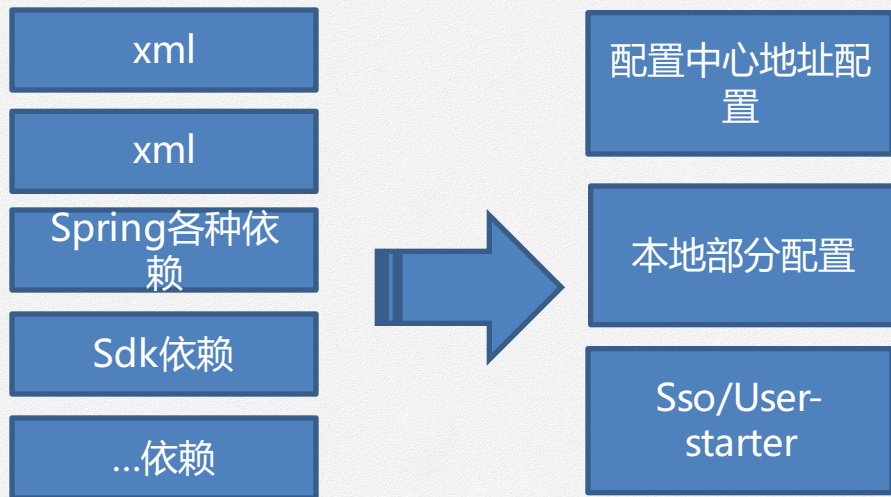 xml
xml
Spring各种依
赖
Sdk依赖
...依赖
配置中心地址配
置
本地部分配置
Sso/User-
starter